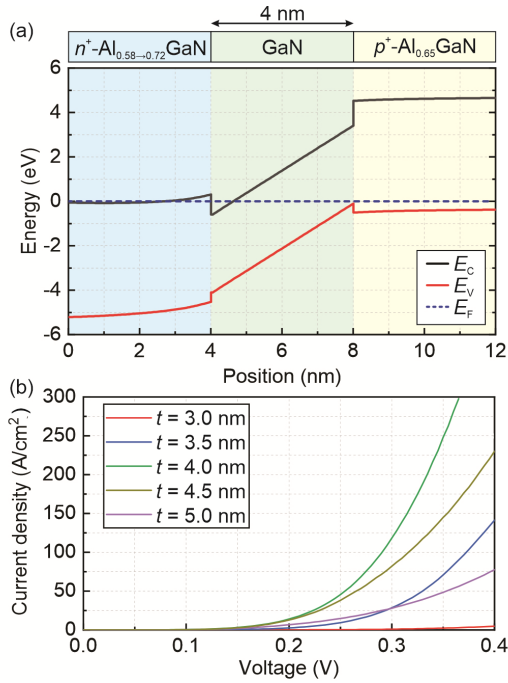 4 nm
(a)
n⁺-Al₀.₅₈→₀.₇₂GaN GaN p⁺-Al₀.₆₅GaN
6
4
2
0
-2
-4
-6
Energy (eV)
E_C
E_V
E_F
0 2 4 6 8 10 12
Position (nm)
(b)
300
250
200
150
100
50
0
Current density (A/cm²)
t = 3.0 nm
t = 3.5 nm
t = 4.0 nm
t = 4.5 nm
t = 5.0 nm
0.0 0.1 0.2 0.3 0.4
Voltage (V)